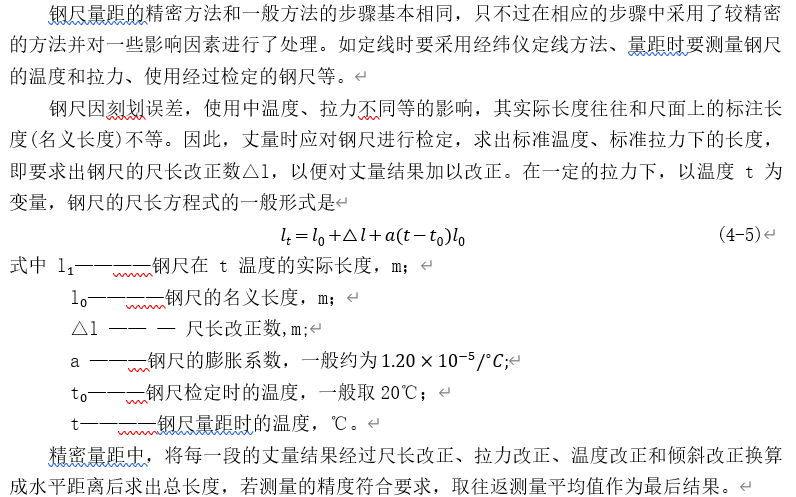 钢尺量距的精密方法和一般方法的步骤基本相同，只不过在相应的步骤中采用了较精密
的方法并对一些影响因素进行了处理。如定线时要采用经纬仪定线方法、量距时要测量钢尺
的温度和拉力、使用经过检定的钢尺等。↵
钢尺因刻划误差，使用中温度、拉力不同等的影响，其实际长度往往和尺面上的标注长
度(名义长度)不等。因此，丈量时应对钢尺进行检定，求出标准温度、标准拉力下的长度，
即要求出钢尺的尺长改正数△l，以便对丈量结果加以改正。在一定的拉力下，以温度 t 为
变量，钢尺的尺长方程式的一般形式是↵
lₜ=l₀+△l+a(t−t₀)l₀ (4-5)↵
式中 l₁————钢尺在 t 温度的实际长度，m；↵
l₀————钢尺的名义长度，m；↵
△l —— — 尺长改正数,m;↵
a ———钢尺的膨胀系数，一般约为1.20 × 10⁻⁵/°C;↵
t₀———钢尺检定时的温度，一般取 20℃；↵
t————钢尺量距时的温度，℃。↵
精密量距中，将每一段的丈量结果经过尺长改正、拉力改正、温度改正和倾斜改正换算
成水平距离后求出总长度，若测量的精度符合要求，取往返测量平均值作为最后结果。↵